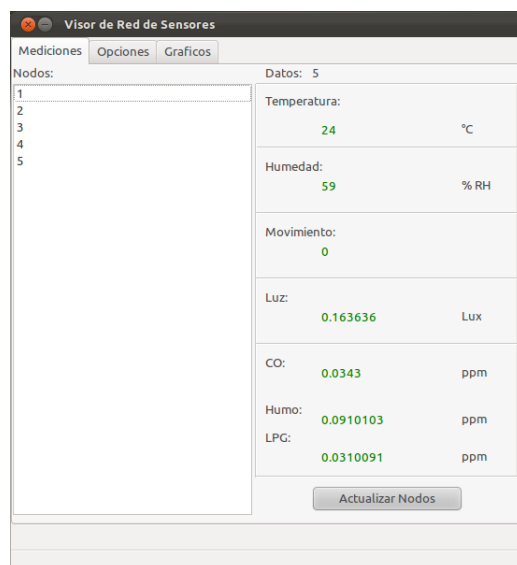 Visor de Red de Sensores
Mediciones Opciones Graficos
Nodos:
1
2
3
4
5
Datos: 5
Temperatura:
24 °C
Humedad:
59 % RH
Movimiento:
0
Luz:
0.163636 Lux
CO:
0.0343 ppm
Humo:
0.0910103 ppm
LPG:
0.0310091 ppm
Actualizar Nodos